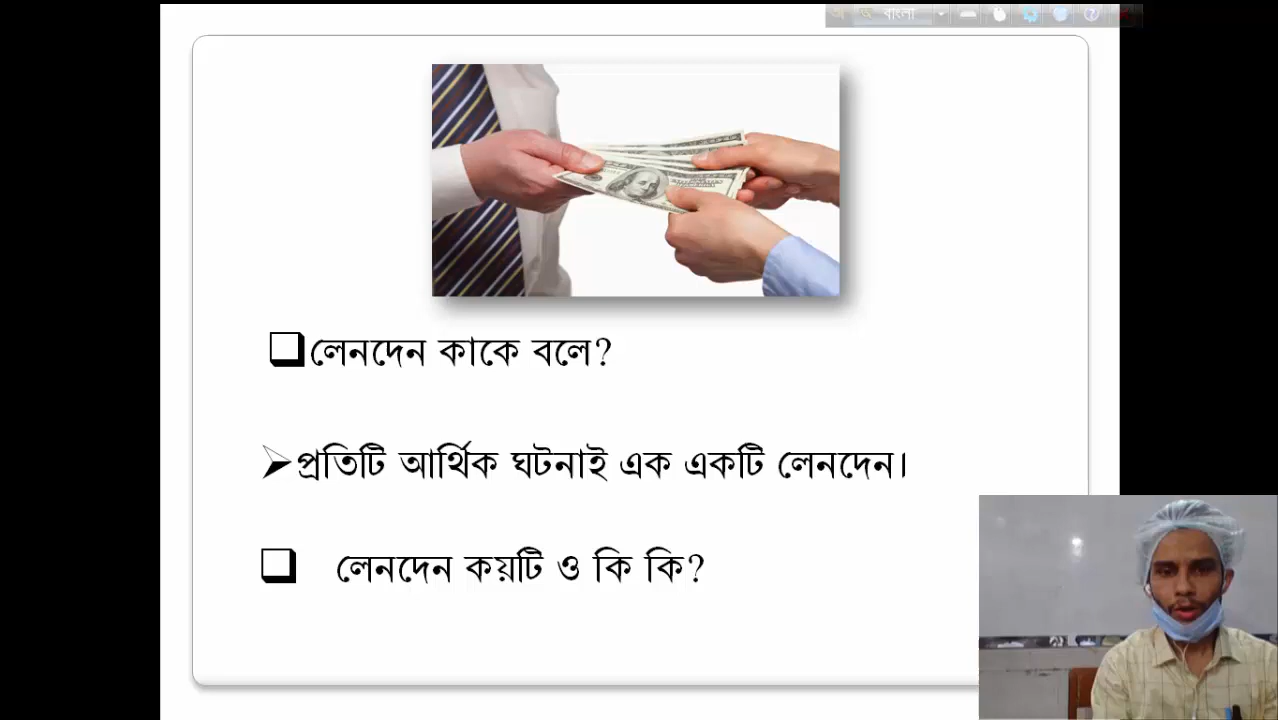 বাংলা
লেনদেন কাকে বলে?
প্রতিটি আর্থিক ঘটনাই এক একটি লেনদেন।
লেনদেন কয়টি ও কি কি?